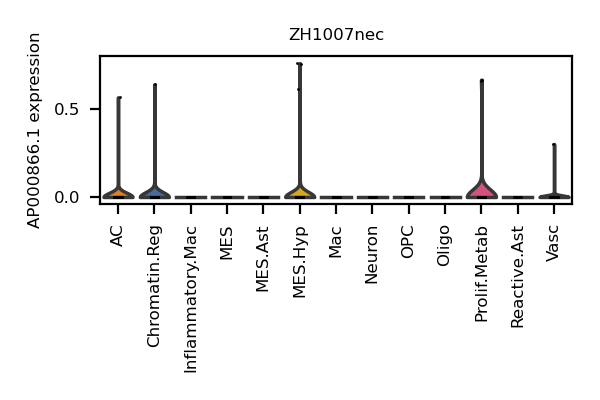 ZH1007nec
AP000866.1 expression
0.5
0.0
AC
Chromatin.Reg
Inflammatory.Mac
MES
MES.Ast
MES.Hyp
Mac
Neuron
OPC
Oligo
Prolif.Metab
Reactive.Ast
Vasc